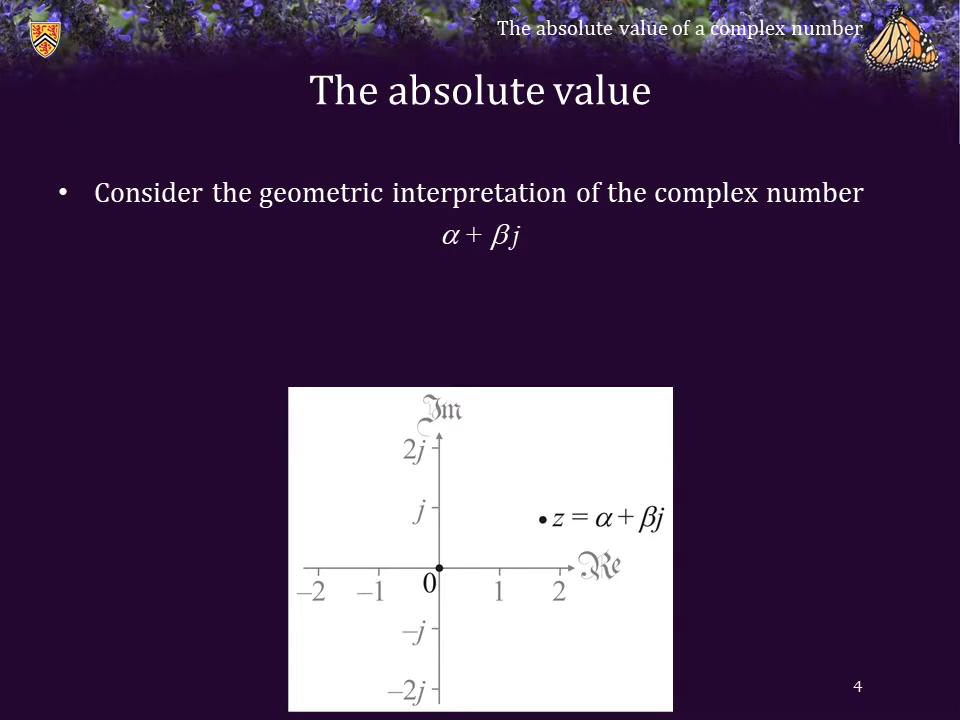 The absolute value of a complex number
The absolute value
• Consider the geometric interpretation of the complex number
α + βj
ℑm
2j
j
z = α + βj
ℜe
–2 –1 0 1 2
–j
–2j
4